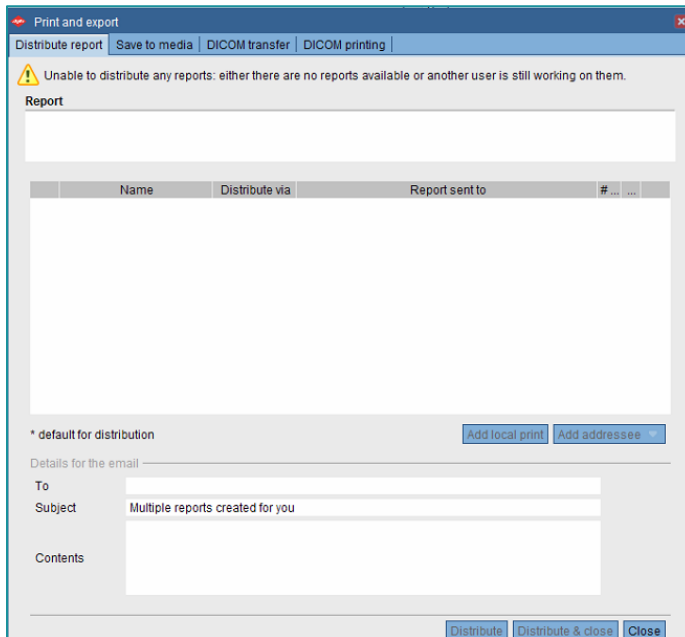 Print and export
Distribute report Save to media DICOM transfer DICOM printing
Unable to distribute any reports: either there are no reports available or another user is still working on them.
Report
Name Distribute via Report sent to # ... ...
* default for distribution Add local print Add addressee
Details for the email
To
Subject Multiple reports created for you
Contents
Distribute Distribute & close Close